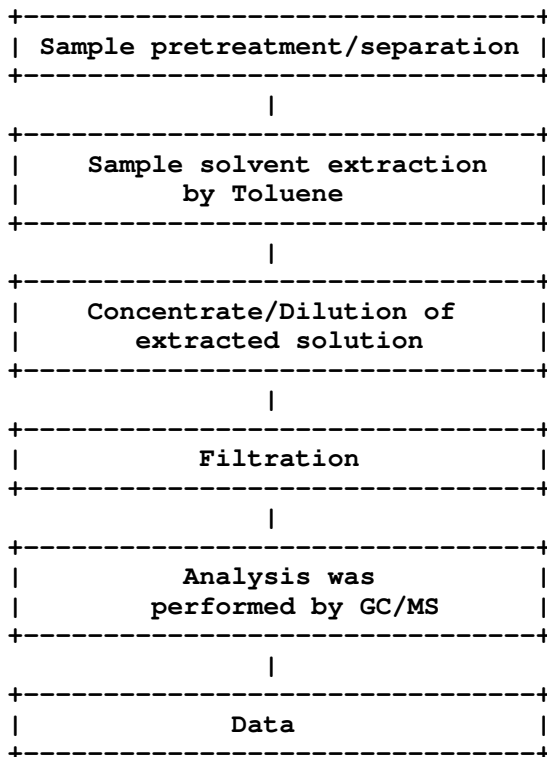 Sample pretreatment/separation
Sample solvent extraction
by Toluene
Concentrate/Dilution of
extracted solution
Filtration
Analysis was
performed by GC/MS
Data